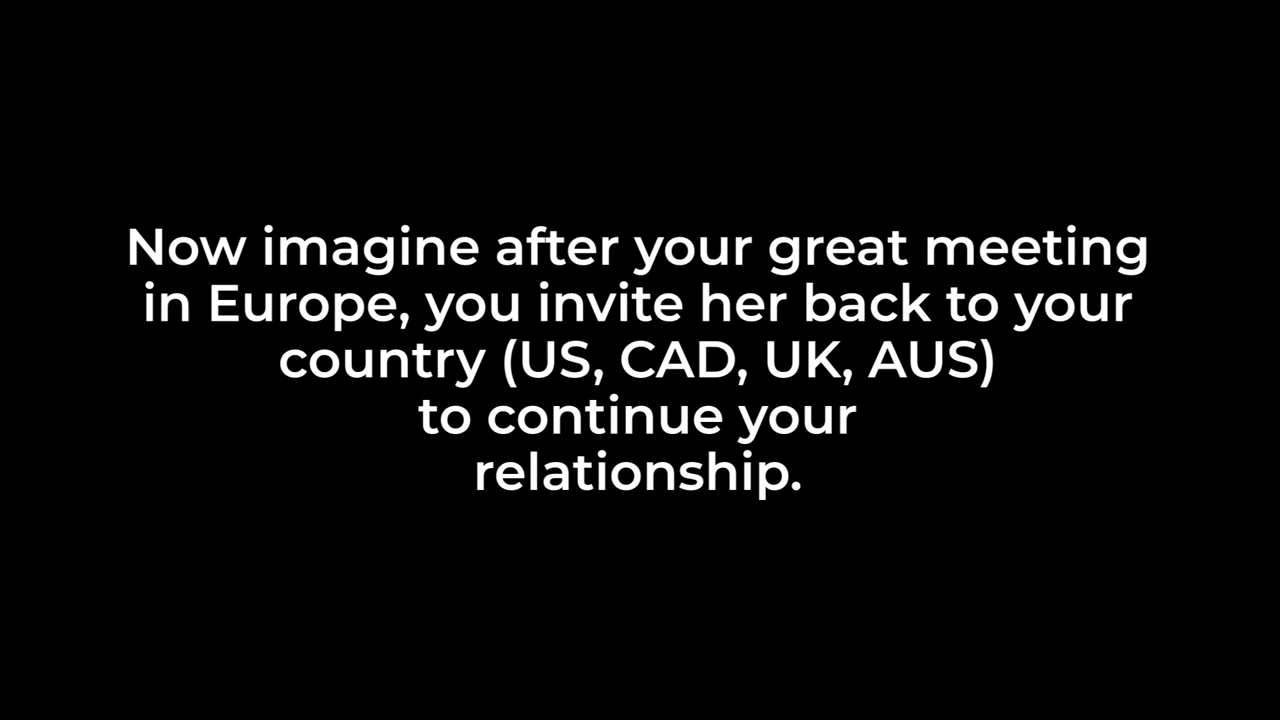 Now imagine after your great meeting
in Europe, you invite her back to your
country (US, CAD, UK, AUS)
to continue your
relationship.